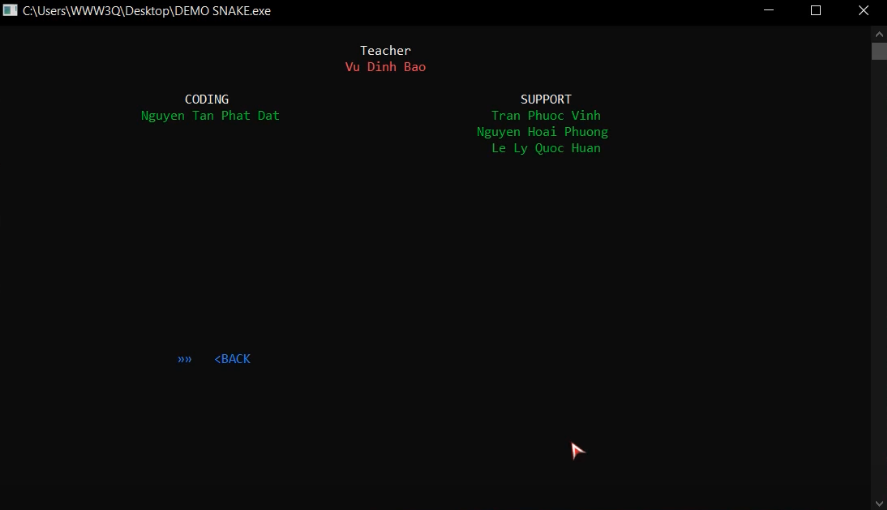 C:\Users\WWW3Q\Desktop\DEMO SNAKE.exe
Teacher
Vu Dinh Bao
CODING
Nguyen Tan Phat Dat
SUPPORT
Tran Phuoc Vinh
Nguyen Hoai Phuong
Le Ly Quoc Huan
»» <BACK